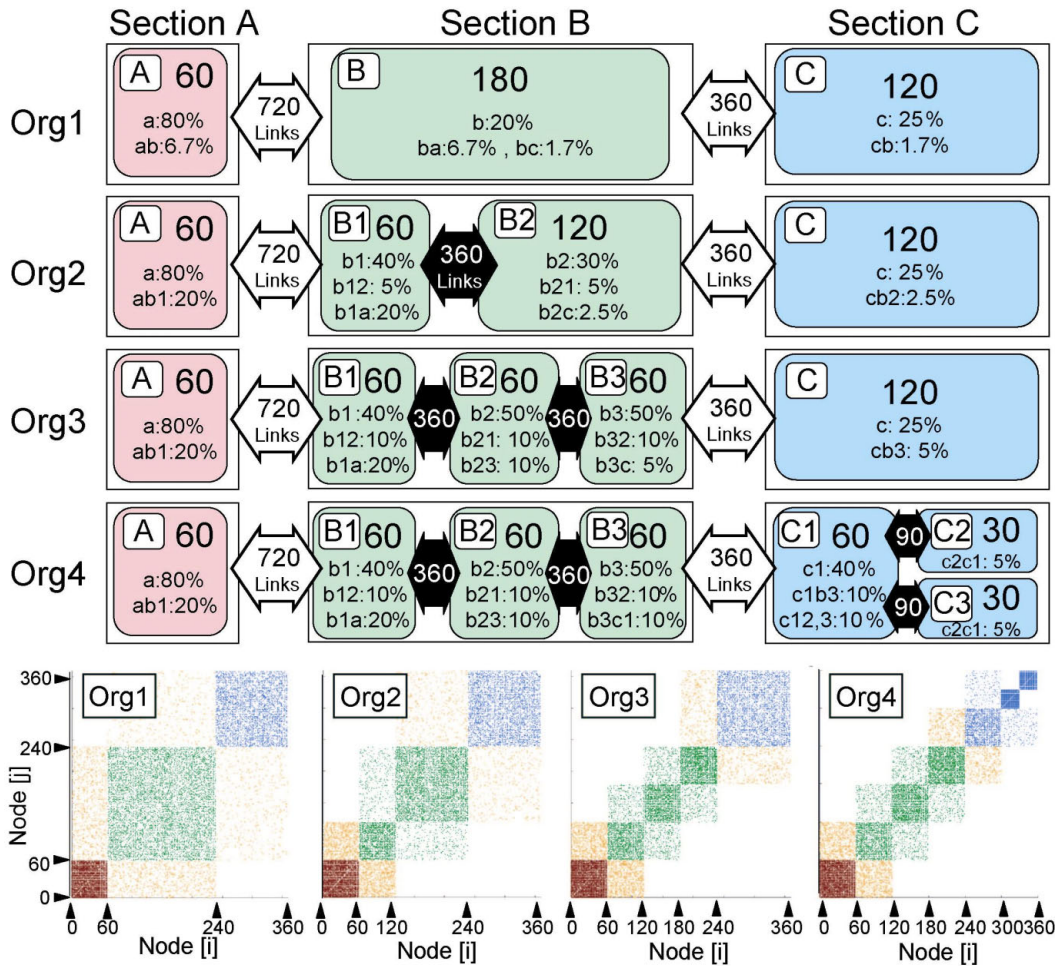 Section A Section B Section C
Org1
A 60
a:80%
ab:6.7%
720
Links
B 180
b:20%
ba:6.7% , bc:1.7%
360
Links
C 120
c: 25%
cb:1.7%
Org2
A 60
a:80%
ab1:20%
720
Links
B1 60
b1:40%
b12: 5%
b1a:20%
360
Links
B2 120
b2:30%
b21: 5%
b2c:2.5%
360
Links
C 120
c: 25%
cb2:2.5%
Org3
A 60
a:80%
ab1:20%
720
Links
B1 60
b1:40%
b12:10%
b1a:20%
360
B2 60
b2:50%
b21: 10%
b23: 10%
360
B3 60
b3:50%
b32:10%
b3c: 5%
360
Links
C 120
c: 25%
cb3: 5%
Org4
A 60
a:80%
ab1:20%
720
Links
B1 60
b1:40%
b12:10%
b1a:20%
360
B2 60
b2:50%
b21:10%
b23:10%
360
B3 60
b3:50%
b32:10%
b3c1:10%
360
Links
C1 60
c1:40%
c1b3:10%
c12,3:10%
90
C2 30
c2c1: 5%
90
C3 30
c2c1: 5%
Org1 Org2 Org3 Org4
360
240
60
0
Node [j]
0 60 240 360
Node [i]
0 60 120 240 360
Node [i]
0 60 120 180 240 360
Node [i]
0 60 120 180 240 300 360
Node [i]